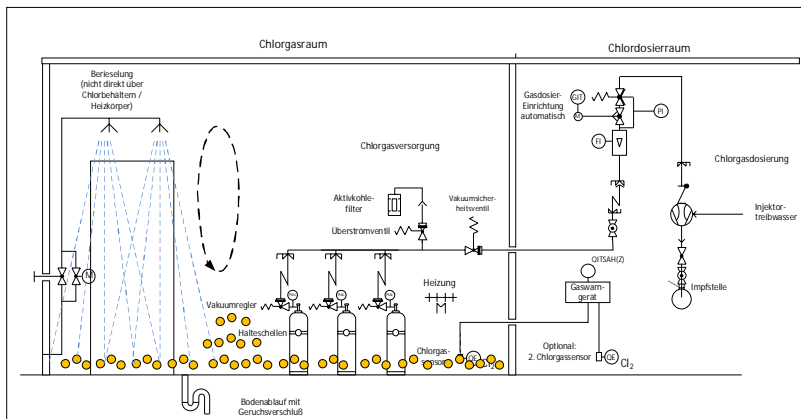 Chlorgasraum
Chlordosierraum
Berieselung
(nicht direkt über
Chlorbehältern /
Heizkörper)
Gasdosier-
Einrichtung
automatisch
GIT
M
PI
FI
Chlorgasversorgung
Chlorgasdosierung
Aktivkohle-
filter
Vakuumsicher-
heitsventil
Überströmventil
Injektor-
treibwasser
M
QITSAH(Z)
Heizung
Gaswarn-
gerät
Impfstelle
Vakuumregler
Halteschellen
Chlorgas-
sensor
QE
Cl2
Optional:
2. Chlorgassensor
QE
Cl2
Bodenablauf mit
Geruchsverschluß